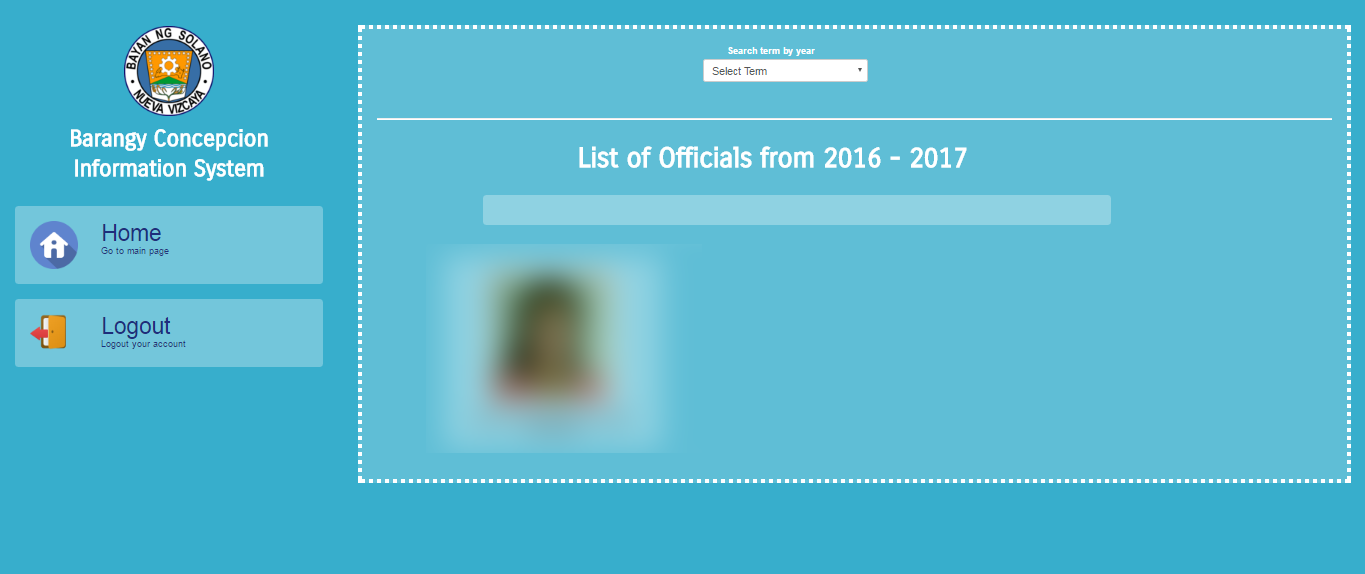 BAYAN NG SOLANO
NUEVA VIZCAYA
Barangy Concepcion
Information System
Home
Go to main page
Logout
Logout your account
Search term by year
Select Term
List of Officials from 2016 - 2017